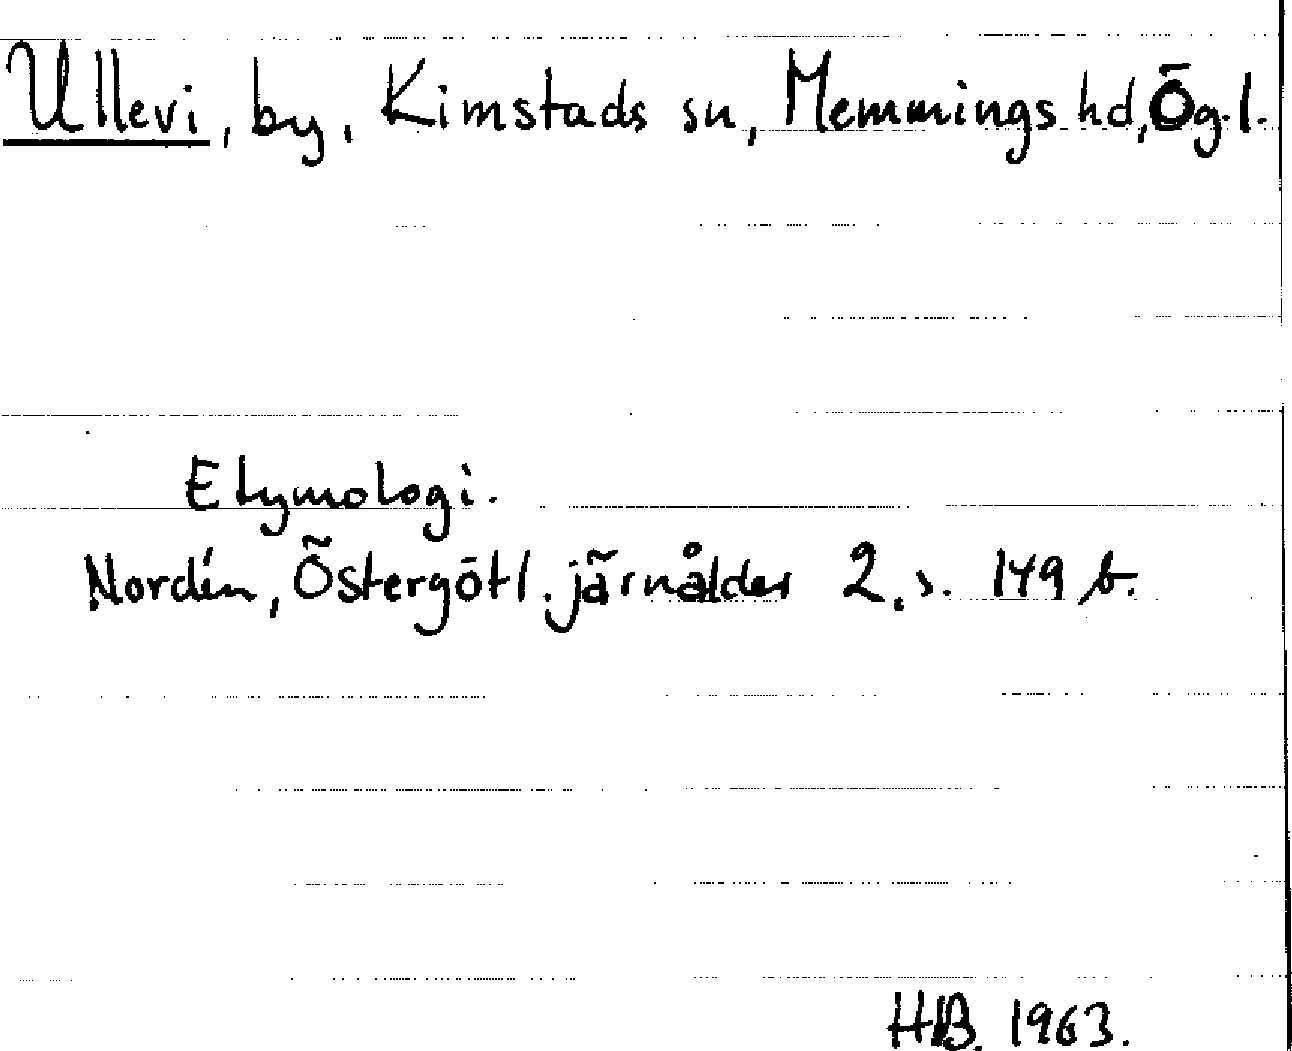 Ullevi, by, Kimstads sn, Memmings hd, Ög.l.
Etymologi.
Nordén, Östergötl. järnålder 2, s. 149 b.
HB. 1963.